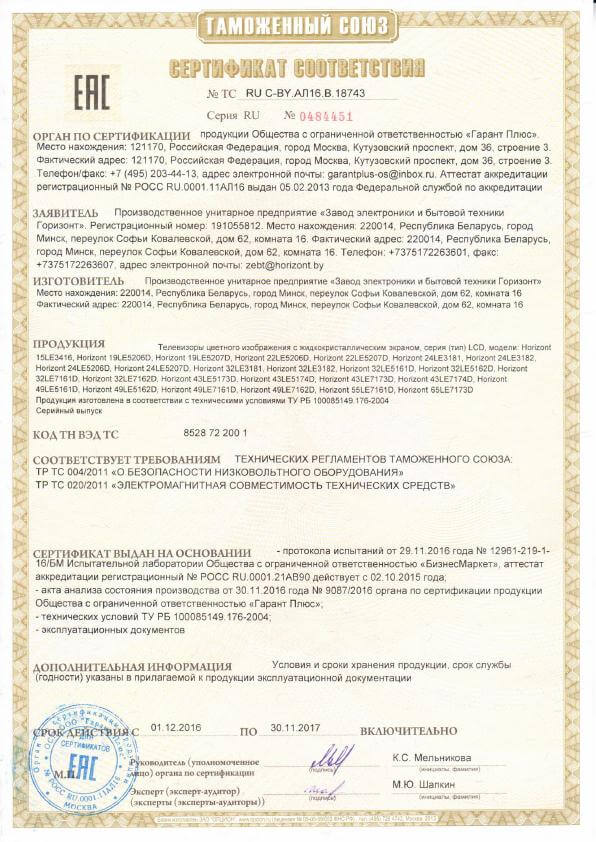 ТАМОЖЕННЫЙ СОЮЗ
СЕРТИФИКАТ СООТВЕТСТВИЯ
ЕАС
№ ТС RU С-BY.АЛ16.В.18743
Серия RU № 0484451
ОРГАН ПО СЕРТИФИКАЦИИ продукции Общества с ограниченной ответственностью «Гарант Плюс».
Место нахождения: 121170, Российская Федерация, город Москва, Кутузовский проспект, дом 36, строение 3.
Фактический адрес: 121170, Российская Федерация, город Москва, Кутузовский проспект, дом 36, строение 3.
Телефон/факс: +7 (495) 203-44-13, адрес электронной почты: garantplus-os@inbox.ru. Аттестат аккредитации
регистрационный № РОСС RU.0001.11АЛ16 выдан 05.02.2013 года Федеральной службой по аккредитации
ЗАЯВИТЕЛЬ Производственное унитарное предприятие «Завод электроники и бытовой техники
Горизонт». Регистрационный номер: 191055812. Место нахождения: 220014, Республика Беларусь, город
Минск, переулок Софьи Ковалевской, дом 62, комната 16. Фактический адрес: 220014, Республика Беларусь,
город Минск, переулок Софьи Ковалевской, дом 62, комната 16. Телефон: +7375172263601, факс:
+7375172263607, адрес электронной почты: zebt@horizont.by
ИЗГОТОВИТЕЛЬ Производственное унитарное предприятие «Завод электроники и бытовой техники Горизонт»
Место нахождения: 220014, Республика Беларусь, город Минск, переулок Софьи Ковалевской, дом 62, комната 16
Фактический адрес: 220014, Республика Беларусь, город Минск, переулок Софьи Ковалевской, дом 62, комната 16
ПРОДУКЦИЯ Телевизоры цветного изображения с жидкокристаллическим экраном, серия (тип) LCD, модели: Horizont
15LE3416, Horizont 19LE5206D, Horizont 19LE5207D, Horizont 22LE5206D, Horizont 22LE5207D, Horizont 24LE3181, Horizont 24LE3182,
Horizont 24LE5206D, Horizont 24LE5207D, Horizont 32LE3181, Horizont 32LE3182, Horizont 32LE5161D, Horizont 32LE5162D, Horizont
32LE7161D, Horizont 32LE7162D, Horizont 43LE5173D, Horizont 43LE5174D, Horizont 43LE7173D, Horizont 43LE7174D, Horizont
49LE5161D, Horizont 49LE5162D, Horizont 49LE7161D, Horizont 49LE7162D, Horizont 55LE7161D, Horizont 65LE7173D
Продукция изготовлена в соответствии с техническими условиями ТУ РБ 100085149.176-2004
Серийный выпуск
КОД ТН ВЭД ТС 8528 72 200 1
СООТВЕТСТВУЕТ ТРЕБОВАНИЯМ ТЕХНИЧЕСКИХ РЕГЛАМЕНТОВ ТАМОЖЕННОГО СОЮЗА:
ТР ТС 004/2011 «О БЕЗОПАСНОСТИ НИЗКОВОЛЬТНОГО ОБОРУДОВАНИЯ»
ТР ТС 020/2011 «ЭЛЕКТРОМАГНИТНАЯ СОВМЕСТИМОСТЬ ТЕХНИЧЕСКИХ СРЕДСТВ»
СЕРТИФИКАТ ВЫДАН НА ОСНОВАНИИ - протокола испытаний от 29.11.2016 года № 12961-219-1-
16/БМ Испытательной лаборатории Общества с ограниченной ответственностью «БизнесМаркет», аттестат
аккредитации регистрационный № РОСС RU.0001.21АВ90 действует с 02.10.2015 года;
- акта анализа состояния производства от 30.11.2016 года № 9087/2016 органа по сертификации продукции
Общества с ограниченной ответственностью «Гарант Плюс»;
- технических условий ТУ РБ 100085149.176-2004;
- эксплуатационных документов
ДОПОЛНИТЕЛЬНАЯ ИНФОРМАЦИЯ Условия и сроки хранения продукции, срок службы
(годности) указаны в прилагаемой к продукции эксплуатационной документации
СРОК ДЕЙСТВИЯ С 01.12.2016 ПО 30.11.2017 ВКЛЮЧИТЕЛЬНО
М.П.
Руководитель (уполномоченное
лицо) органа по сертификации
(подпись)
К.С. Мельникова
(инициалы, фамилия)
Эксперт (эксперт-аудитор)
(эксперты (эксперты-аудиторы))
(подпись)
М.Ю. Шапкин
(инициалы, фамилия)
ДЛЯ
СЕРТИФИКАТОВ
ЕАС
№ РОСС RU.0001.11АЛ16
МОСКВА